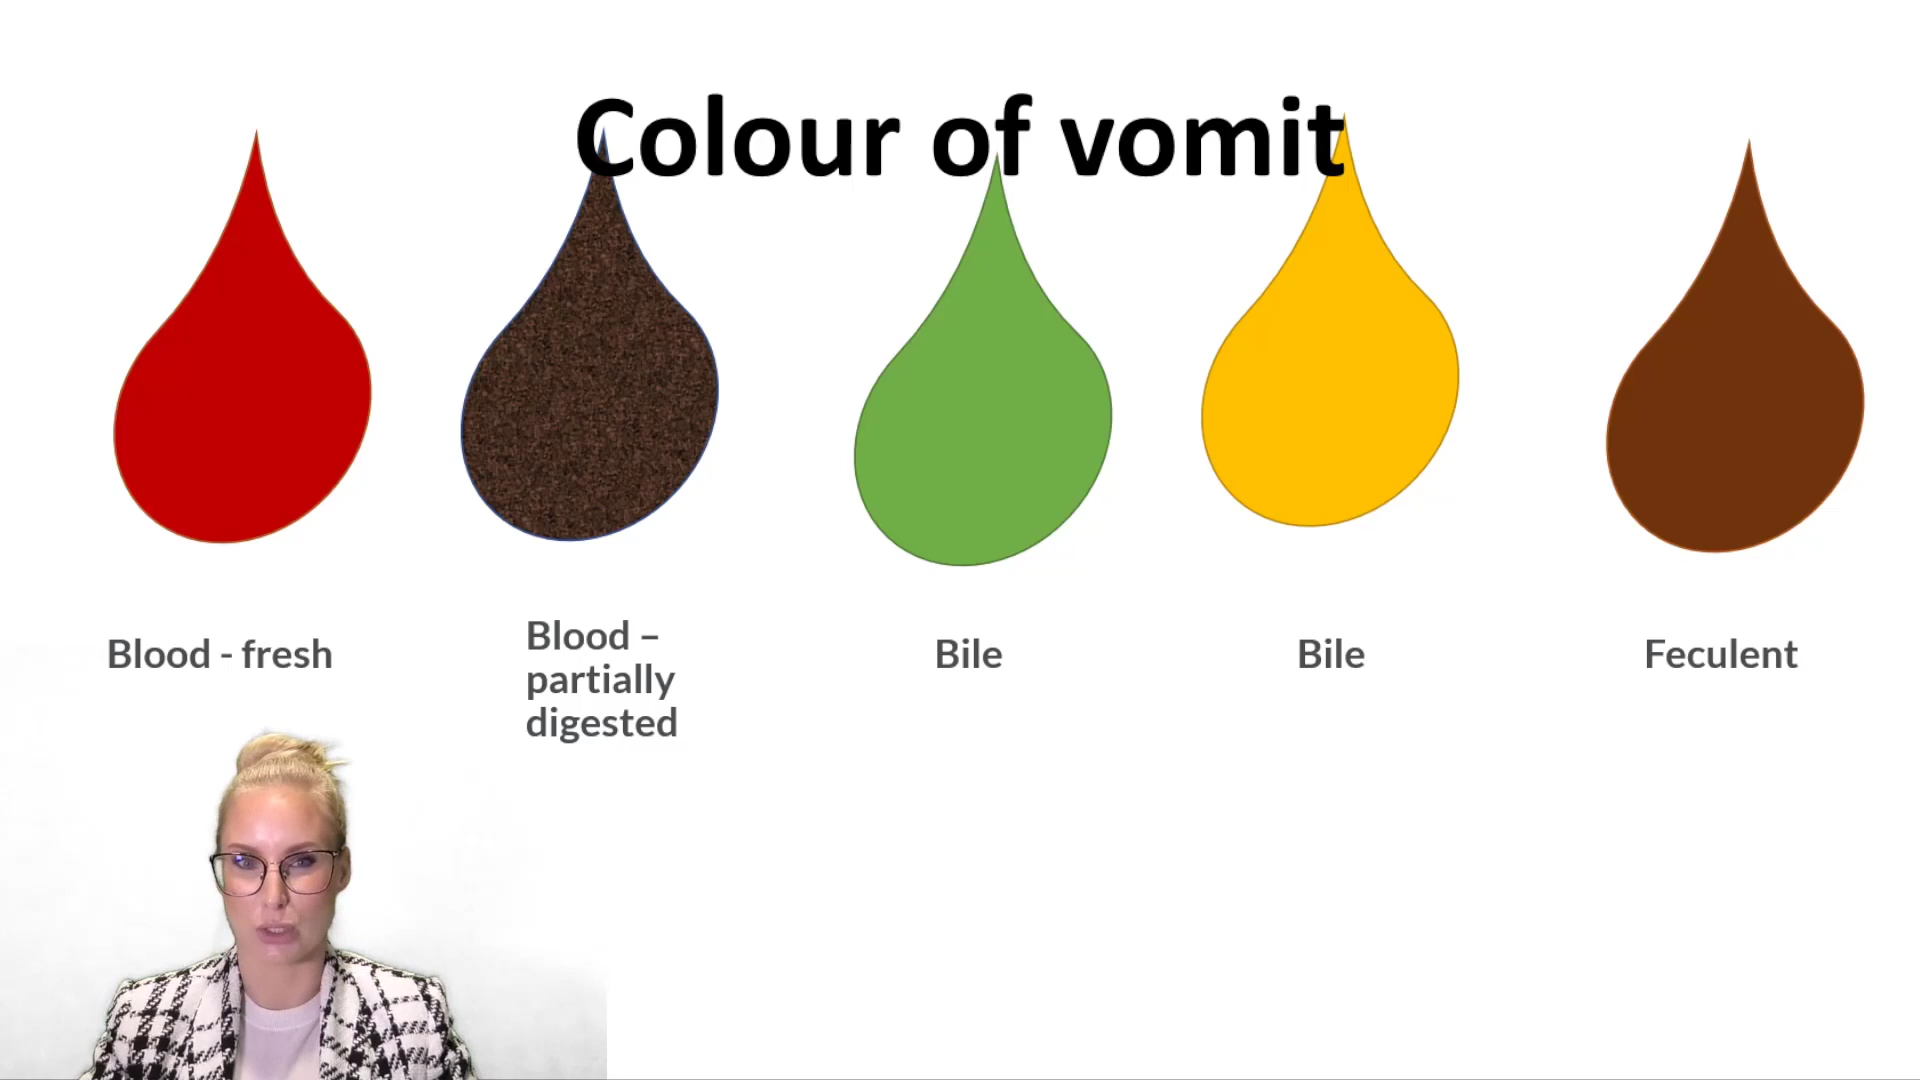 Colour of vomit
Blood - fresh
Blood –
partially
digested
Bile
Bile
Feculent